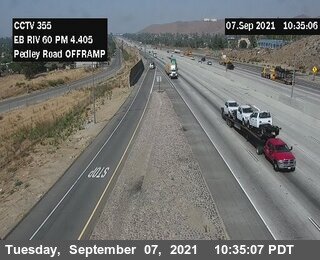 CCTV 355
EB RIV 60 PM 4.405
Pedley Road OFFRAMP
07.Sep 2021 10:35:06
STOP
Tuesday, September 07, 2021 10:35:07 PDT